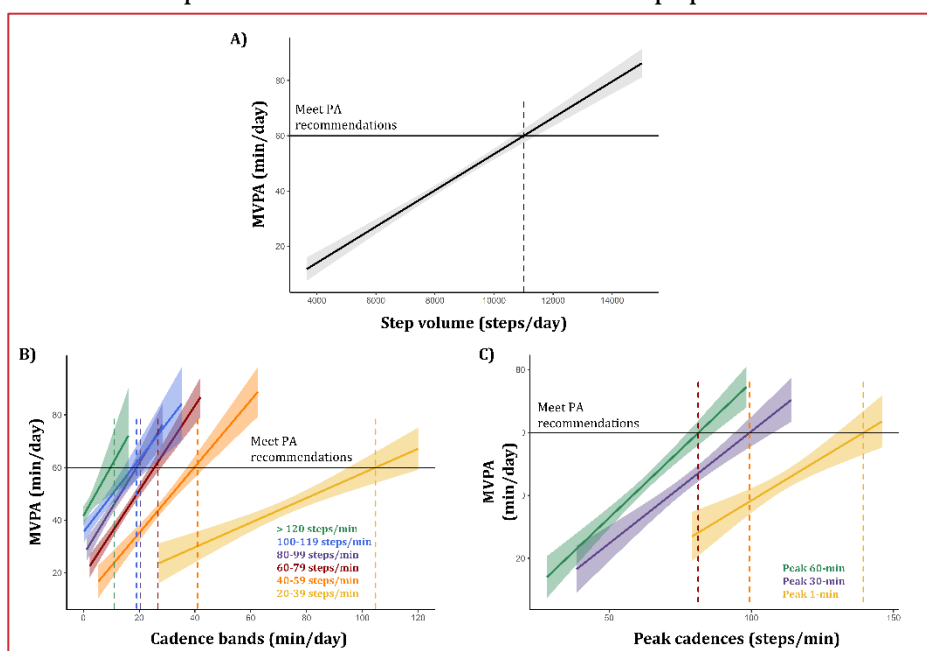 A)
80
Meet PA
recommendations
60
40
20
4000 6000 8000 10000 12000 14000
MVPA (min/day)
Step volume (steps/day)
B)
80
60
40
20
Meet PA
recommendations
> 120 steps/min
100-119 steps/min
80-99 steps/min
60-79 steps/min
40-59 steps/min
20-39 steps/min
0 20 40 60 80 100 120
MVPA (min/day)
Cadence bands (min/day)
C)
80
Meet PA
recommendations
0
0
20
Peak 60-min
Peak 30-min
Peak 1-min
50 100 150
MVPA
(min/day)
Peak cadences (steps/min)